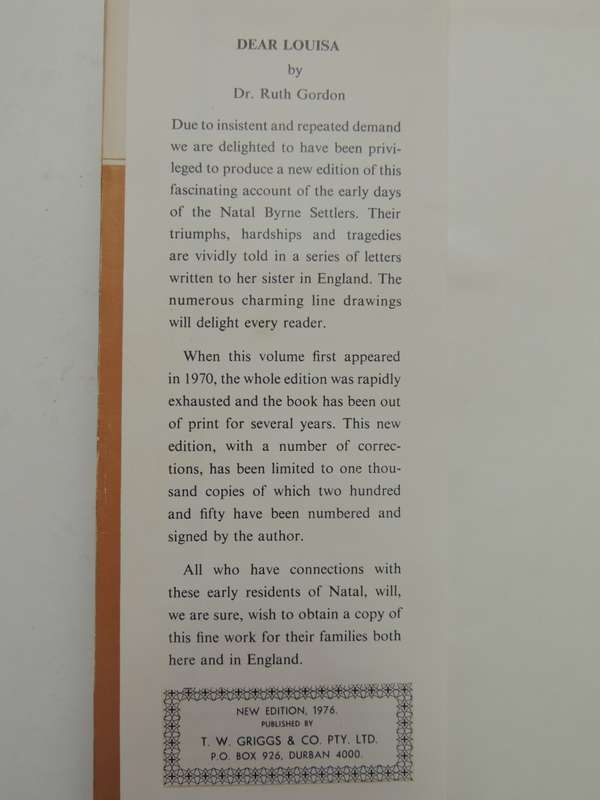 DEAR LOUISA
by
Dr. Ruth Gordon
Due to insistent and repeated demand
we are delighted to have been privi-
leged to produce a new edition of this
fascinating account of the early days
of the Natal Byrne Settlers. Their
triumphs, hardships and tragedies
are vividly told in a series of letters
written to her sister in England. The
numerous charming line drawings
will delight every reader.
When this volume first appeared
in 1970, the whole edition was rapidly
exhausted and the book has been out
of print for several years. This new
edition, with a number of correc-
tions, has been limited to one thou-
sand copies of which two hundred
and fifty have been numbered and
signed by the author.
All who have connections with
these early residents of Natal, will,
we are sure, wish to obtain a copy of
this fine work for their families both
here and in England.
NEW EDITION, 1976.
PUBLISHED BY
T. W. GRIGGS & CO. PTY. LTD.
P.O. BOX 926, DURBAN 4000.